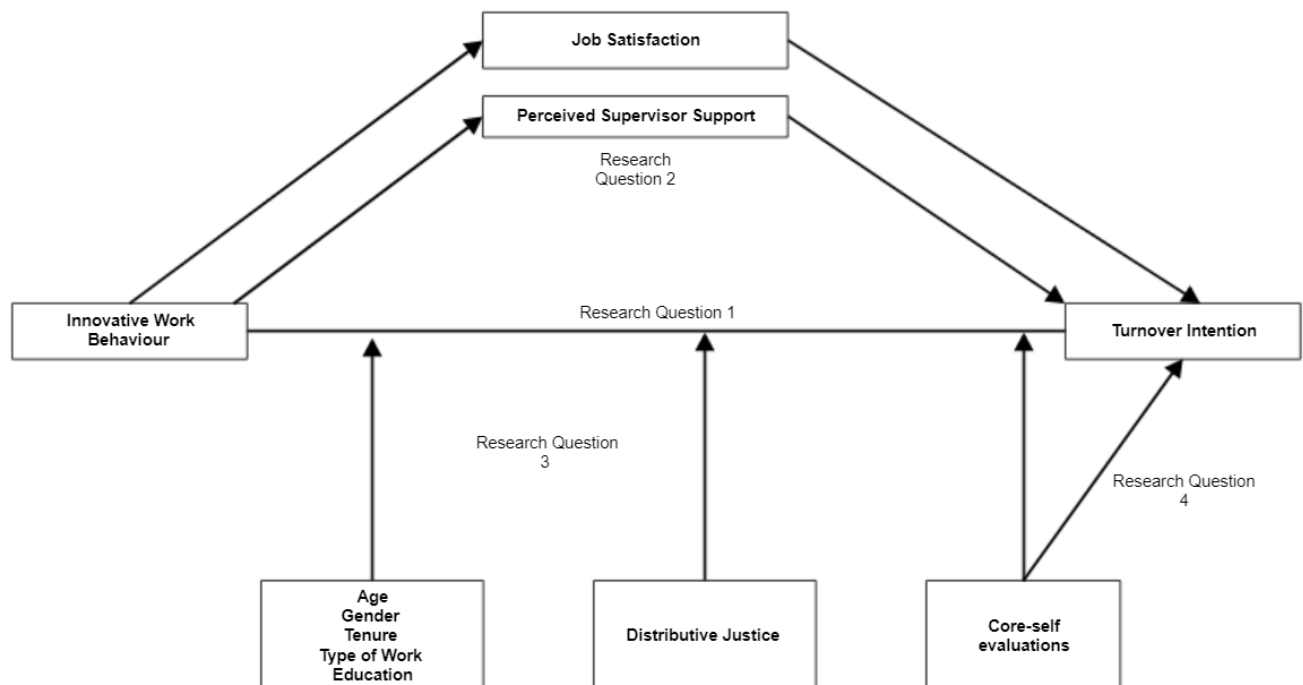 Job Satisfaction
Perceived Supervisor Support
Research
Question 2
Innovative Work
Behaviour
Research Question 1
Turnover Intention
Research Question
3
Research Question
4
Age
Gender
Tenure
Type of Work
Education
Distributive Justice
Core-self
evaluations